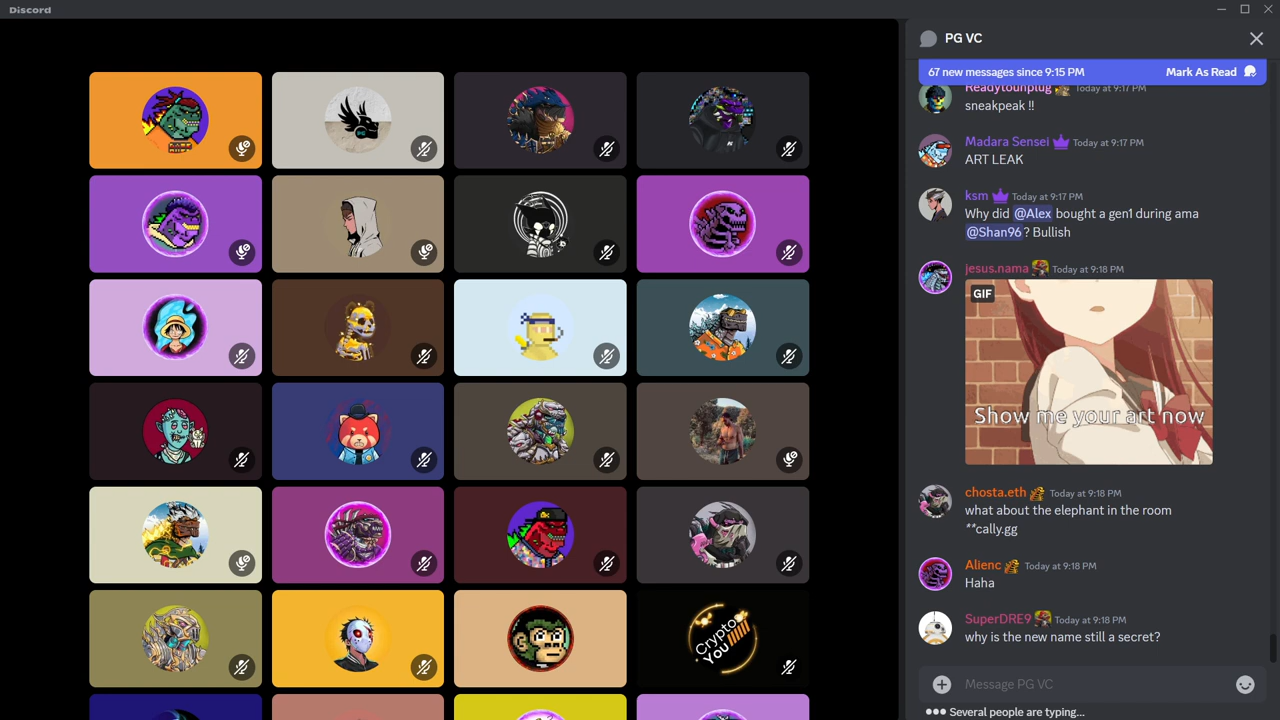 Discord
PG VC
67 new messages since 9:15 PM
Mark As Read
Readytounplug Today at 9:17 PM
sneakpeak !!
Madara Sensei Today at 9:17 PM
ART LEAK
ksm Today at 9:17 PM
Why did @Alex bought a gen1 during ama
@Shan96 ? Bullish
jesus.nama Today at 9:18 PM
GIF
Show me your art now
chosta.eth Today at 9:18 PM
what about the elephant in the room
**cally.gg
Alienc Today at 9:18 PM
Haha
SuperDRE9 Today at 9:18 PM
why is the new name still a secret?
Crypto
YOU
Message PG VC
Several people are typing...